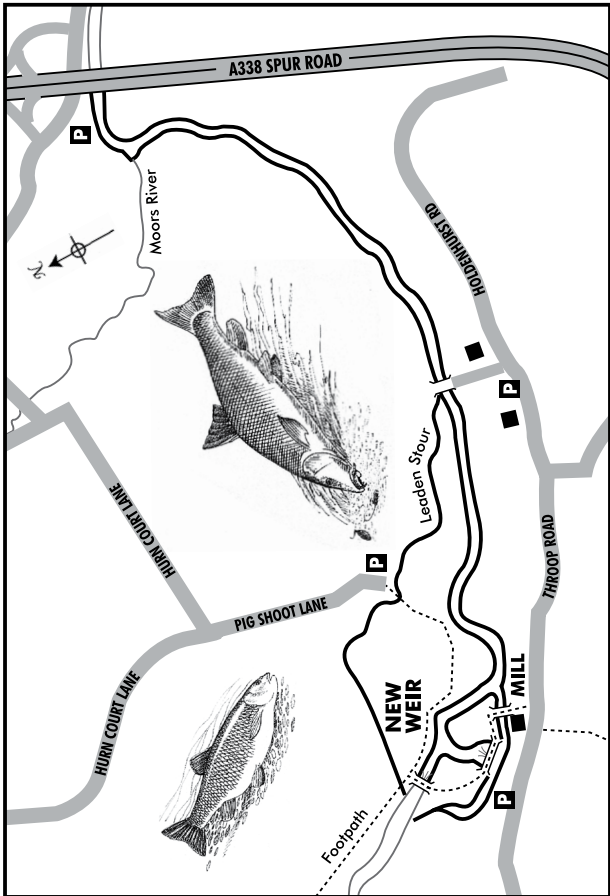 A338 SPUR ROAD
P
Moors River
N
HOLDENHURST RD
P
Leaden Stour
HURN COURT LANE
P
THROOP ROAD
PIG SHOOT LANE
NEW
WEIR
MILL
HURN COURT LANE
P
Footpath